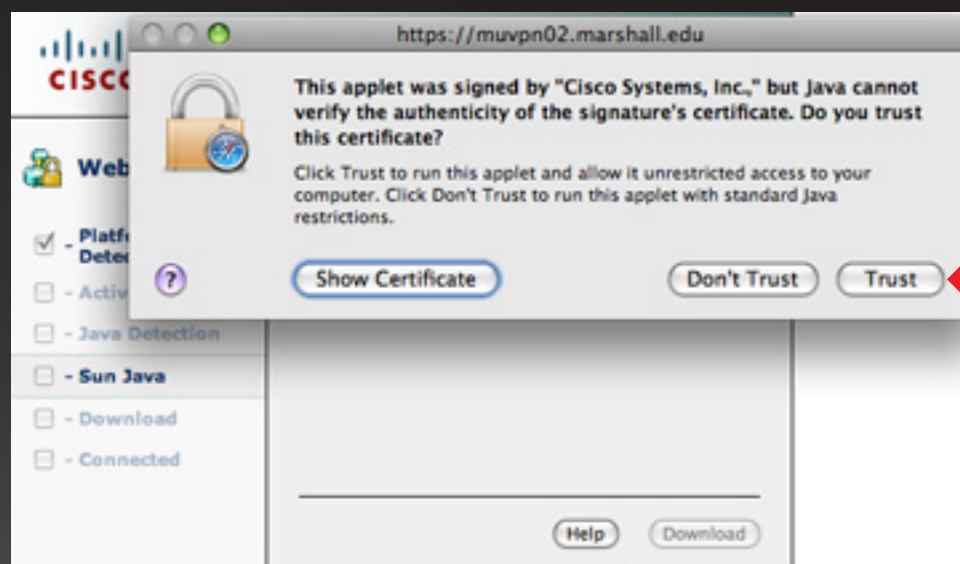 https://muvpn02.marshall.edu
CISCO
This applet was signed by "Cisco Systems, Inc.," but Java cannot
verify the authenticity of the signature's certificate. Do you trust
this certificate?
Click Trust to run this applet and allow it unrestricted access to your
computer. Click Don't Trust to run this applet with standard Java
restrictions.
?
Show Certificate
Don't Trust
Trust
Web
- Platf
Detec
- Activ
- Java Detection
- Sun Java
- Download
- Connected
Help
Download